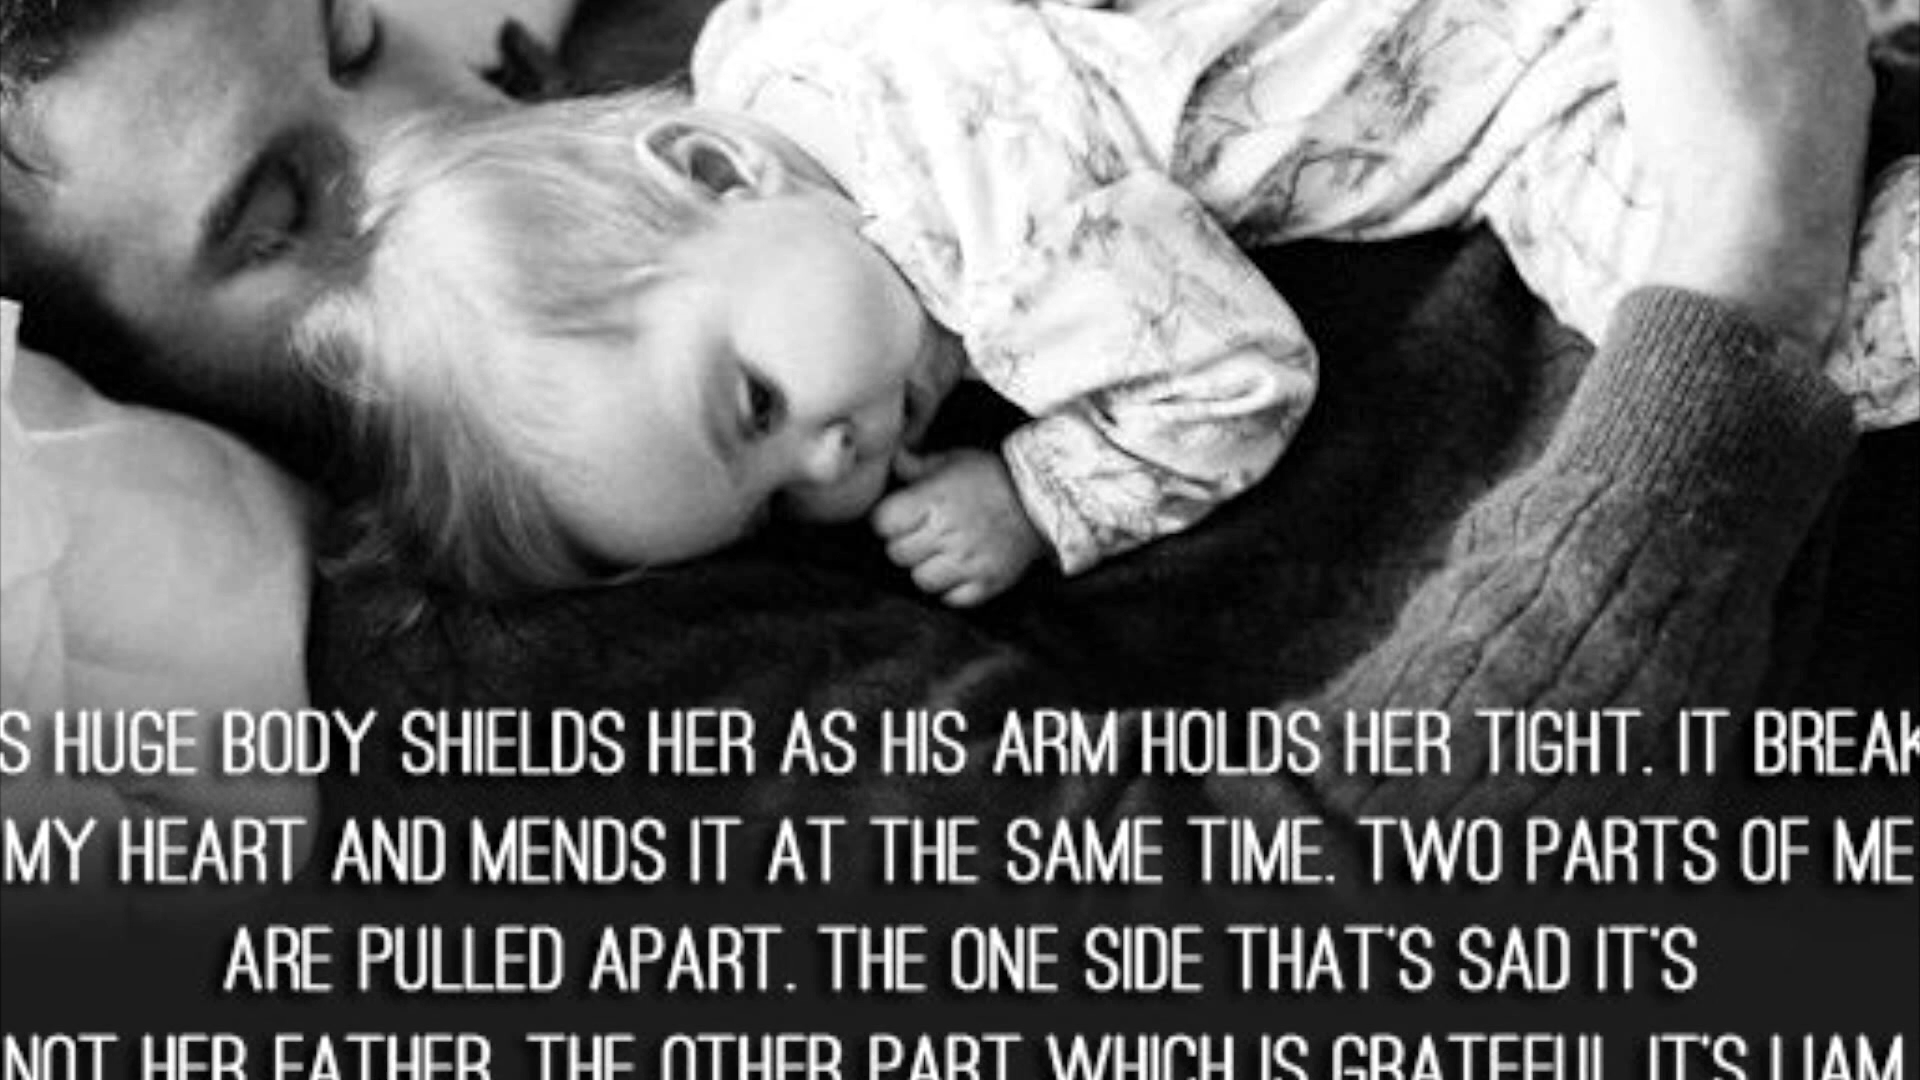 S HUGE BODY SHIELDS HER AS HIS ARM HOLDS HER TIGHT. IT BREAK
MY HEART AND MENDS IT AT THE SAME TIME. TWO PARTS OF ME
ARE PULLED APART. THE ONE SIDE THAT'S SAD IT'S
NOT HER FATHER. THE OTHER PART WHICH IS GRATEFUL IT'S LIAM